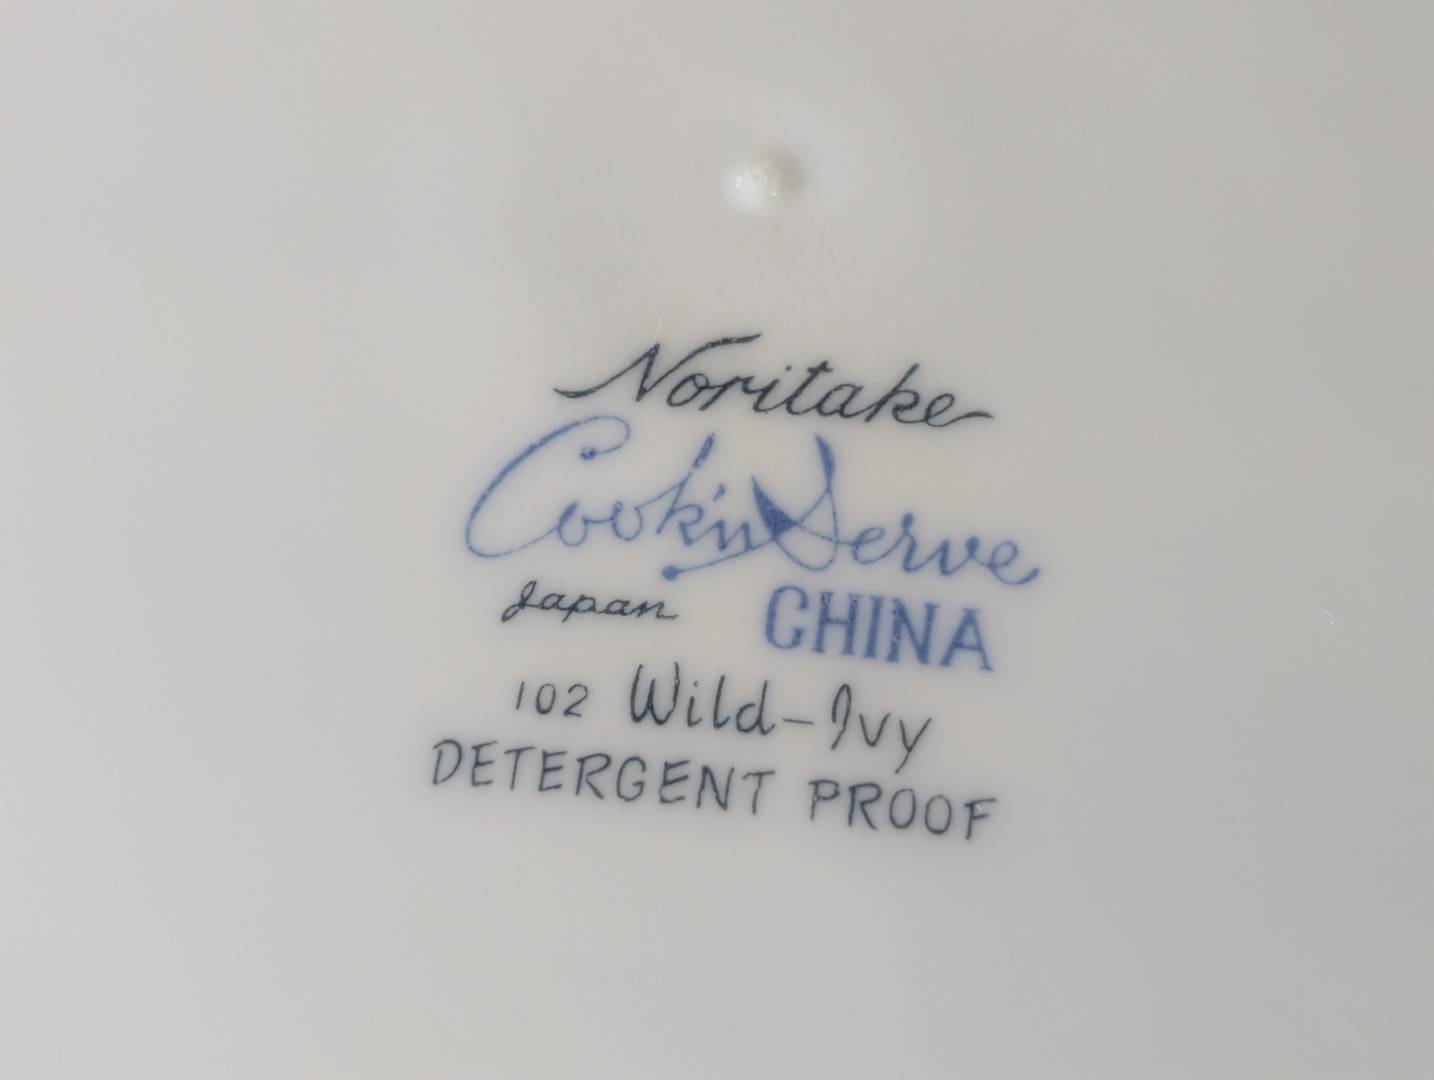 Noritake
Cook'n Serve
Japan CHINA
102 Wild-Ivy
DETERGENT PROOF